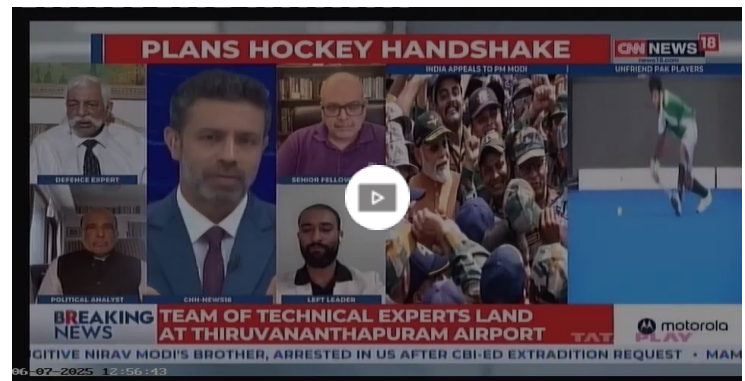 PLANS HOCKEY HANDSHAKE
CNN NEWS 18
news18.com
INDIA APPEALS TO PM MODI
UNFRIEND PAK PLAYERS
DEFENCE EXPERT
SENIOR FELLOW
POLITICAL ANALYST
CNN-NEWS18
LEFT LEADER
BREAKING
NEWS
TEAM OF TECHNICAL EXPERTS LAND
AT THIRUVANANTHAPURAM AIRPORT
TATA PLAY
motorola
GITIVE NIRAV MODI'S BROTHER, ARRESTED IN US AFTER CBI-ED EXTRADITION REQUEST • MAM
06-07-2025 12:56:43